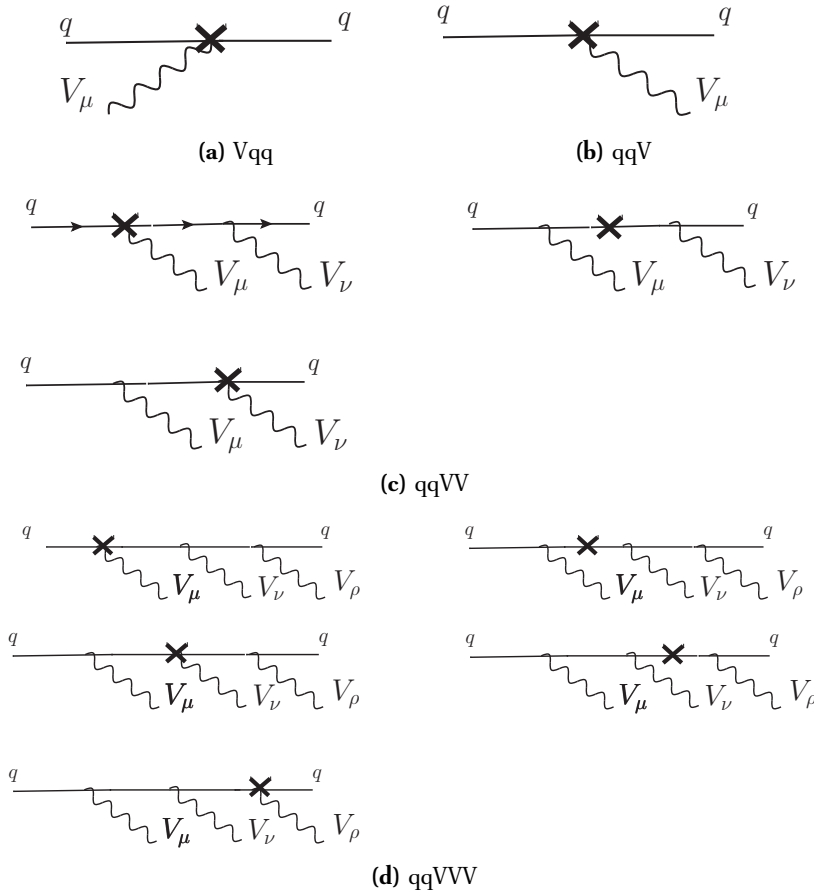 q q q q
V_μ V_μ
(a) Vqq (b) qqV
q q q q
V_μ V_ν V_μ V_ν
q q
V_μ V_ν
(c) qqVV
q q q q
V_μ V_ν V_ρ V_μ V_ν V_ρ
q q q q
V_μ V_ν V_ρ V_μ V_ν V_ρ
q q
V_μ V_ν V_ρ
(d) qqVVV